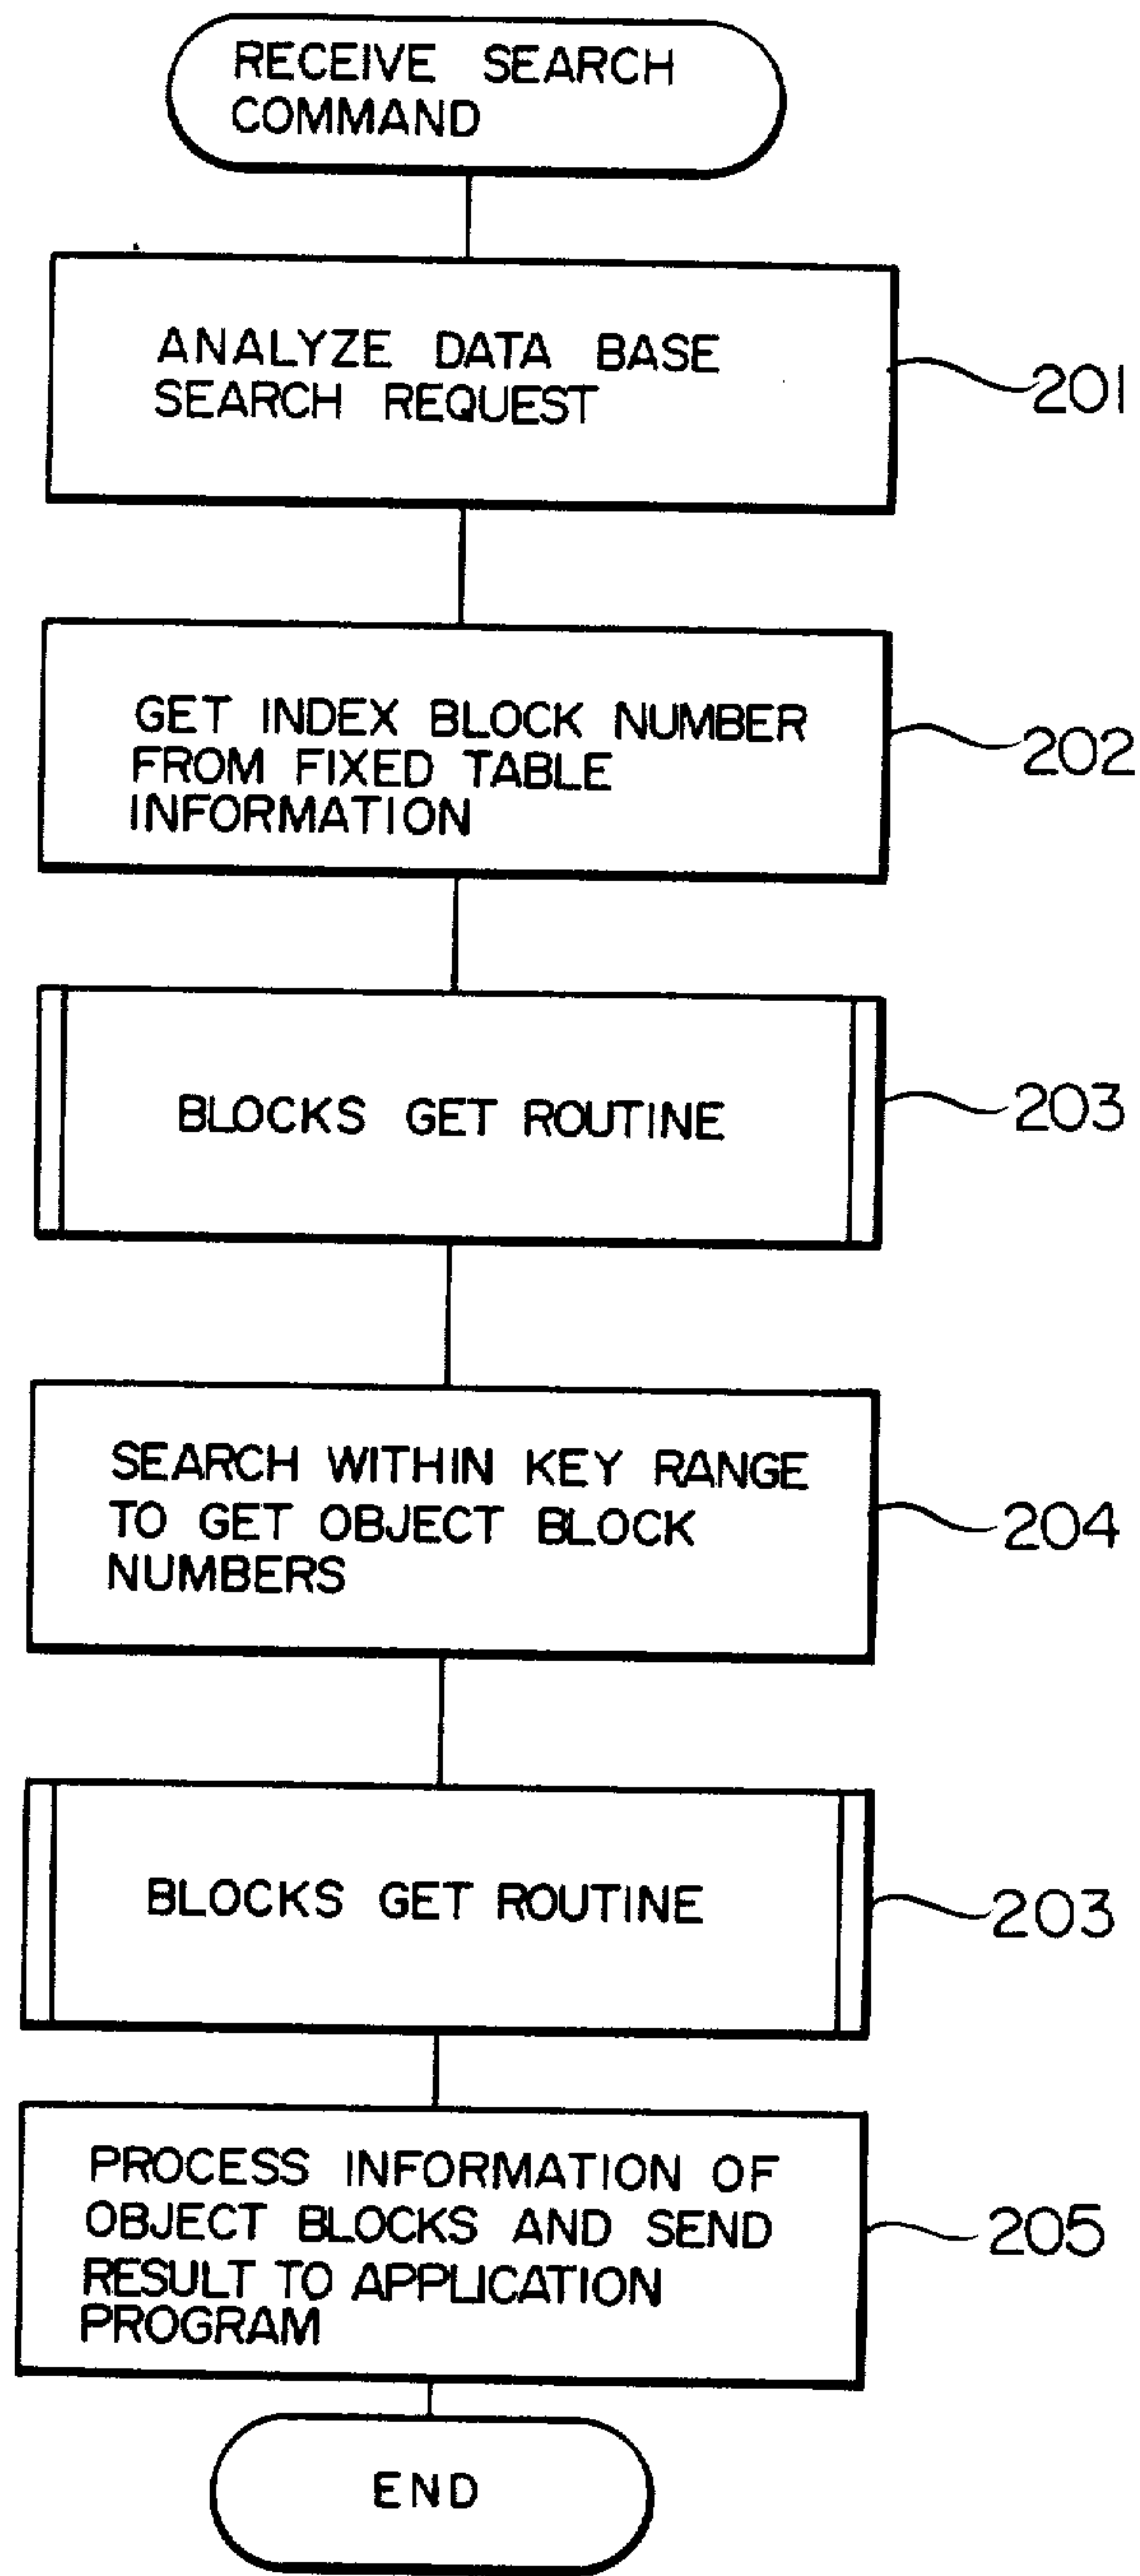 RECEIVE SEARCH
COMMAND
ANALYZE DATA BASE
SEARCH REQUEST
201
GET INDEX BLOCK NUMBER
FROM FIXED TABLE
INFORMATION
202
BLOCKS GET ROUTINE
203
SEARCH WITHIN KEY RANGE
TO GET OBJECT BLOCK
NUMBERS
204
BLOCKS GET ROUTINE
203
PROCESS INFORMATION OF
OBJECT BLOCKS AND SEND
RESULT TO APPLICATION
PROGRAM
205
END